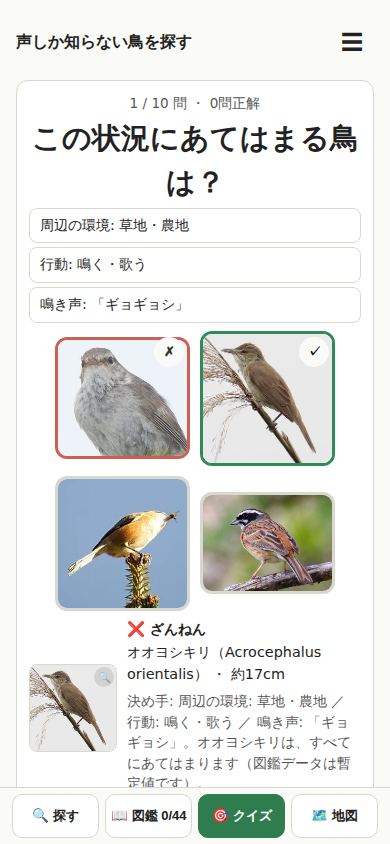 声しか知らない鳥を探す
☰
1 / 10 問 ・ 0問正解
この状況にあてはまる鳥
は？
周辺の環境: 草地・農地
行動: 鳴く・歌う
鳴き声: 「ギョギョシ」
✗
✓
❌ ざんねん
オオヨシキリ（Acrocephalus
orientalis） ・ 約17cm
🔍
決め手: 周辺の環境: 草地・農地 ／
行動: 鳴く・歌う ／ 鳴き声: 「ギョ
ギョシ」。オオヨシキリは、すべて
にあてはまります（図鑑データは暫
定値です）。
🔍 探す
📖 図鑑 0/44
🎯 クイズ
🗺️ 地図